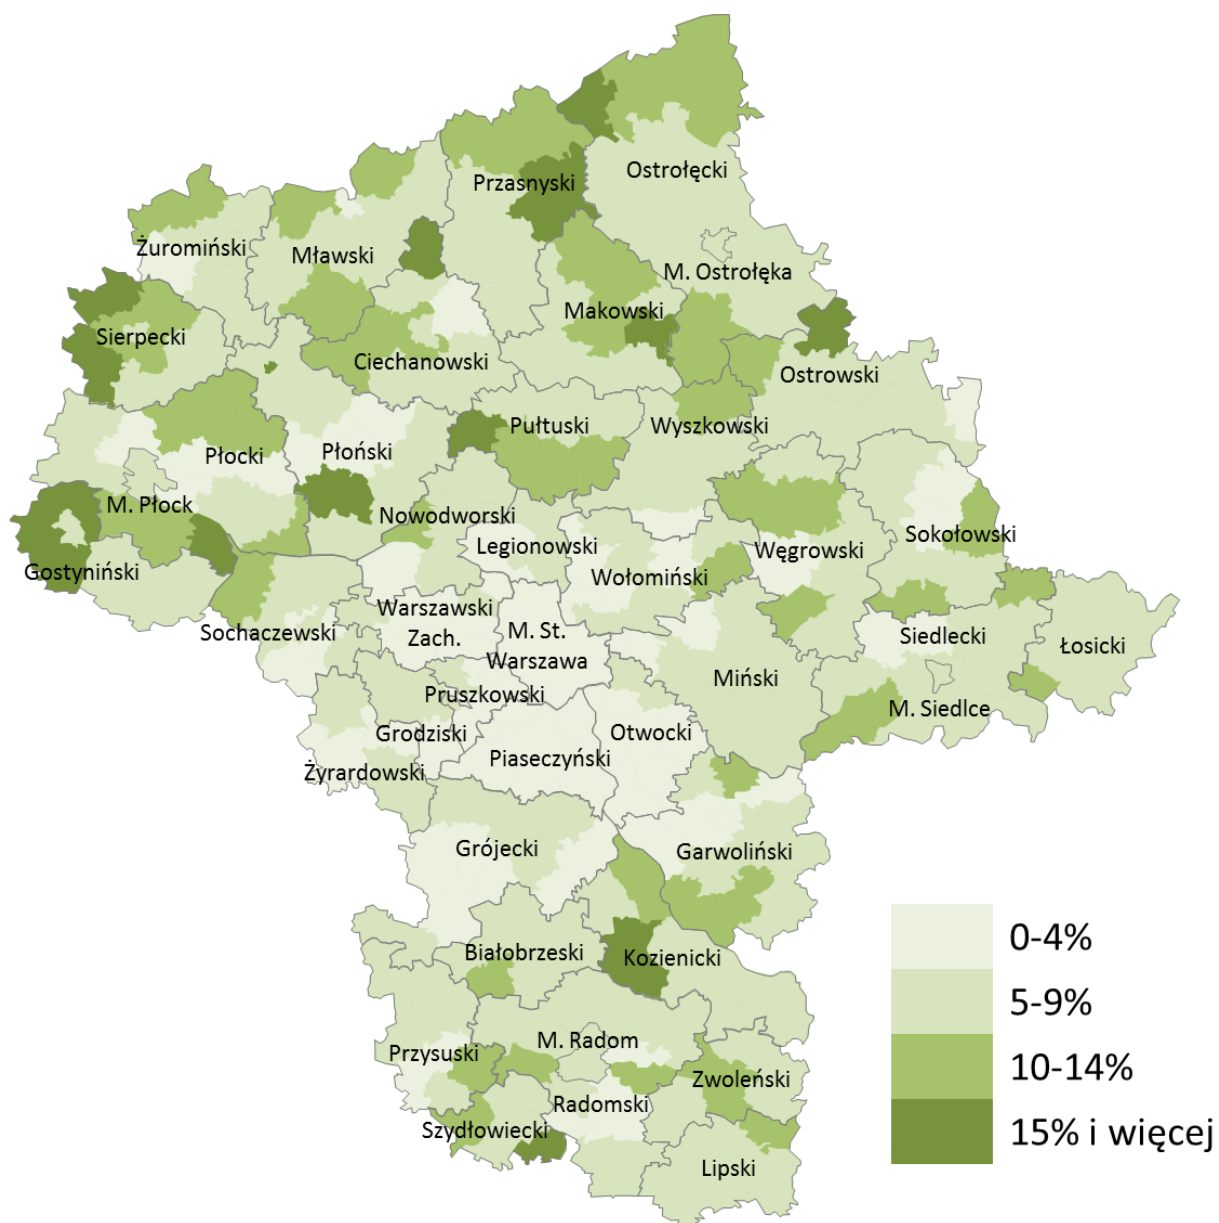 Ostrołęcki
Przasnyski
Żuromiński
Mławski
M. Ostrołęka
Makowski
Sierpecki
Ciechanowski
Ostrowski
Pułtuski
Wyszkowski
Płoński
Płocki
M. Płock
Nowodworski
Sokołowski
Legionowski
Węgrowski
Gostyniński
Wołomiński
Warszawski
Zach.
Sochaczewski
M. St.
Warszawa
Siedlecki
Łosicki
Miński
Pruszkowski
M. Siedlce
Grodziski
Otwocki
Piaseczyński
Żyrardowski
Grójecki
Garwoliński
Białobrzeski
Kozienicki
M. Radom
Przysuski
Zwoleński
Radomski
Szydłowiecki
Lipski
0-4%
5-9%
10-14%
15% i więcej